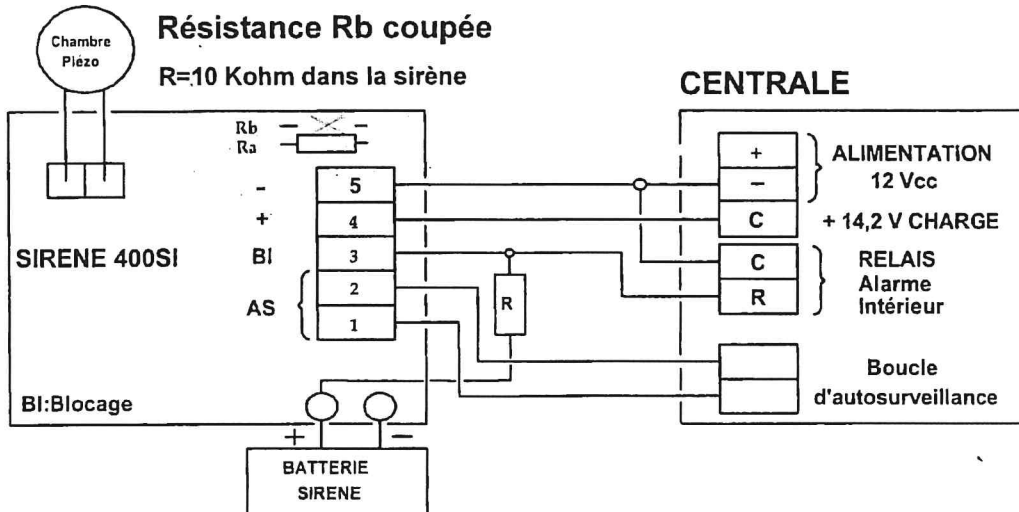 Résistance Rb coupée
Chambre
Piézo
R=10 Kohm dans la sirène
CENTRALE
Rb
Ra
SIRENE 400SI
- 5
+ 4
BI 3
AS
2
1
R
BI:Blocage
+ -
BATTERIE
SIRENE
+
-
ALIMENTATION
12 Vcc
C + 14,2 V CHARGE
C
R
RELAIS
Alarme
Intérieur
Boucle
d'autosurveillance